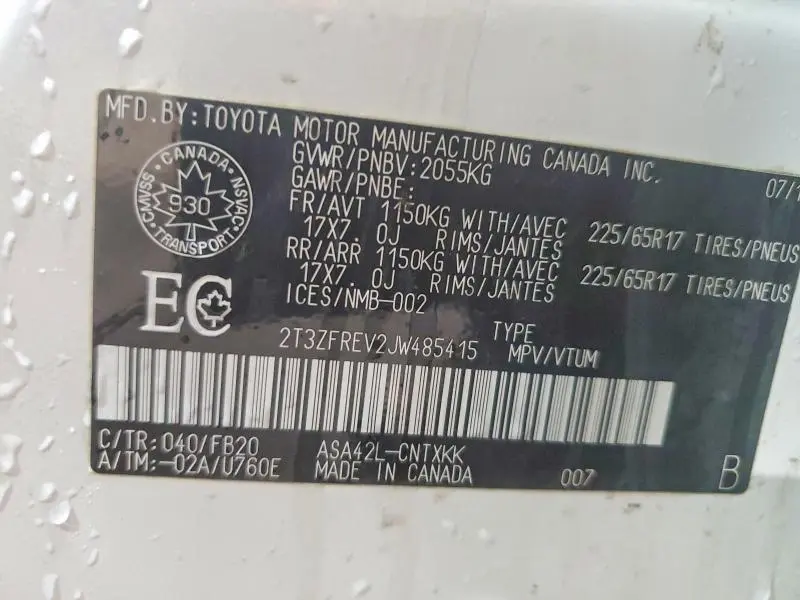 MFD.BY:TOYOTA MOTOR MANUFACTURING CANADA INC.
07/1
GVWR/PNBV:2055KG
GAWR/PNBE:
FR/AVT 1150KG WITH/AVEC
17X7.0J RIMS/JANTES 225/65R17 TIRES/PNEUS
RR/ARR 1150KG WITH/AVEC
17X7.0J RIMS/JANTES 225/65R17 TIRES/PNEUS
ICES/NMB-002
CANADA
CMVSS 930 NSVAC
TRANSPORT
EC
2T3ZFREV2JW485415 TYPE
MPV/VTUM
C/TR:040/FB20 ASA42L-CNTXKK
A/TM:-02A/U760E MADE IN CANADA 007 B